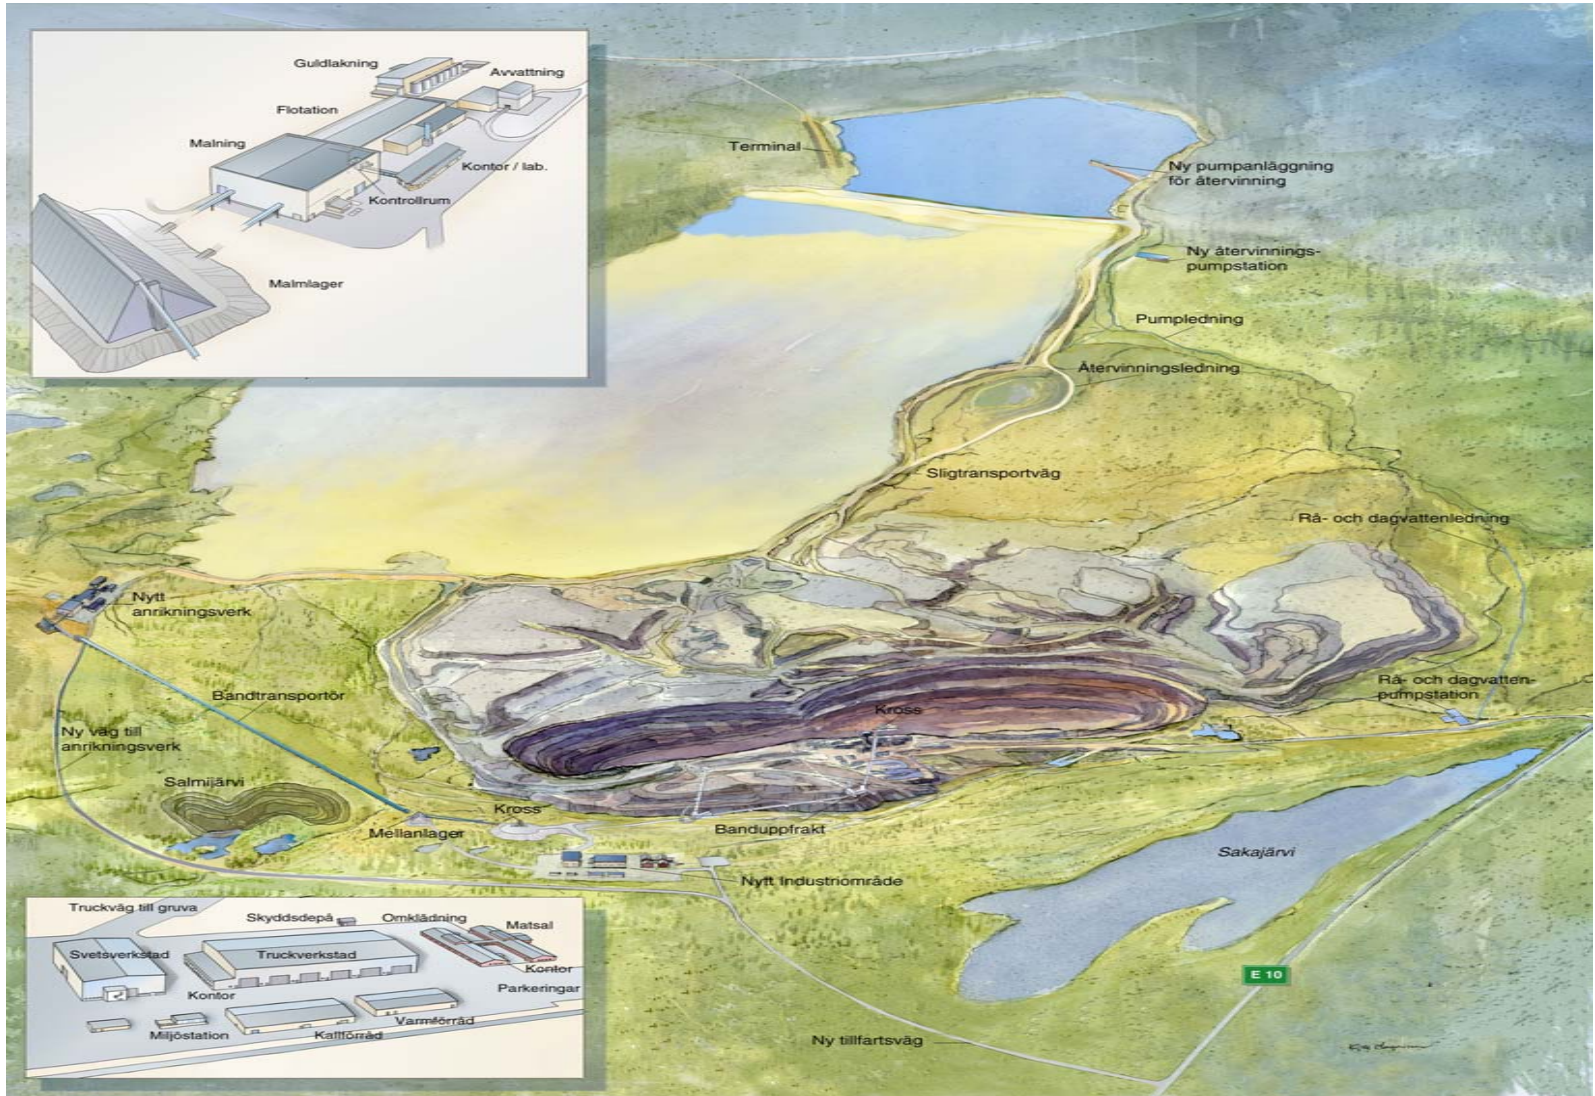 Guldlakning
Avvattning
Flotation
Malning
Kontor / lab.
Kontrollrum
Malmlager
Terminal
Ny pumpanläggning
för återvinning
Ny återvinnings-
pumpstation
Pumpledning
Återvinningsledning
Sligtransportväg
Rå- och dagvattenledning
Nytt
anrikningsverk
Bandtransportör
Rå- och dagvatten-
pumpstation
Kross
Ny väg till
anrikningsverk
Salmijärvi
Kross
Mellanlager
Banduppfrakt
Sakajärvi
Nytt Industriområde
Truckväg till gruva
Skyddsdepå
Omklädning
Matsal
Svetsverkstad
Truckverkstad
Kontor
Kontor
Parkeringar
Varmförråd
Miljöstation
Kallförråd
E 10
Ny tillfartsväg